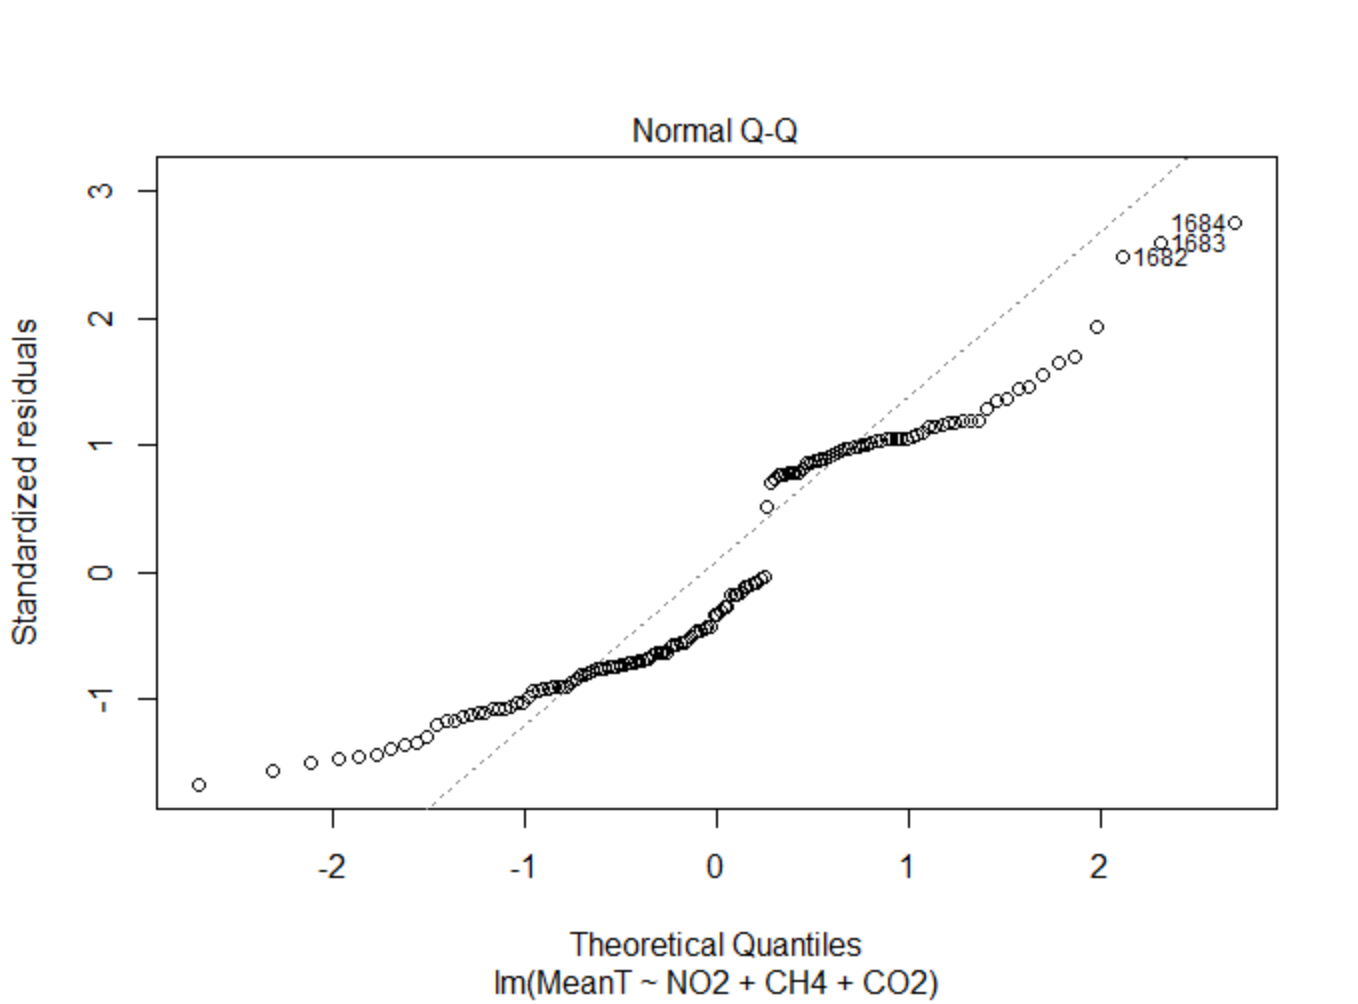 Normal Q-Q
Standardized residuals
3
2
1
0
-1
1684
1683
1682
-2 -1 0 1 2
Theoretical Quantiles
lm(MeanT ~ NO2 + CH4 + CO2)